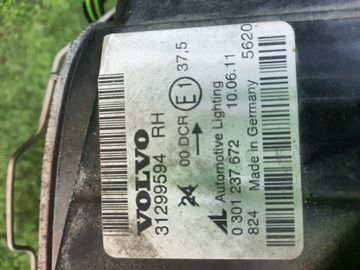 VOLVO
31299594 RH
24 00 DCR E1 37,5
AL Automotive Lighting 10.06.11
0 301 237 672
824 Made in Germany 5620